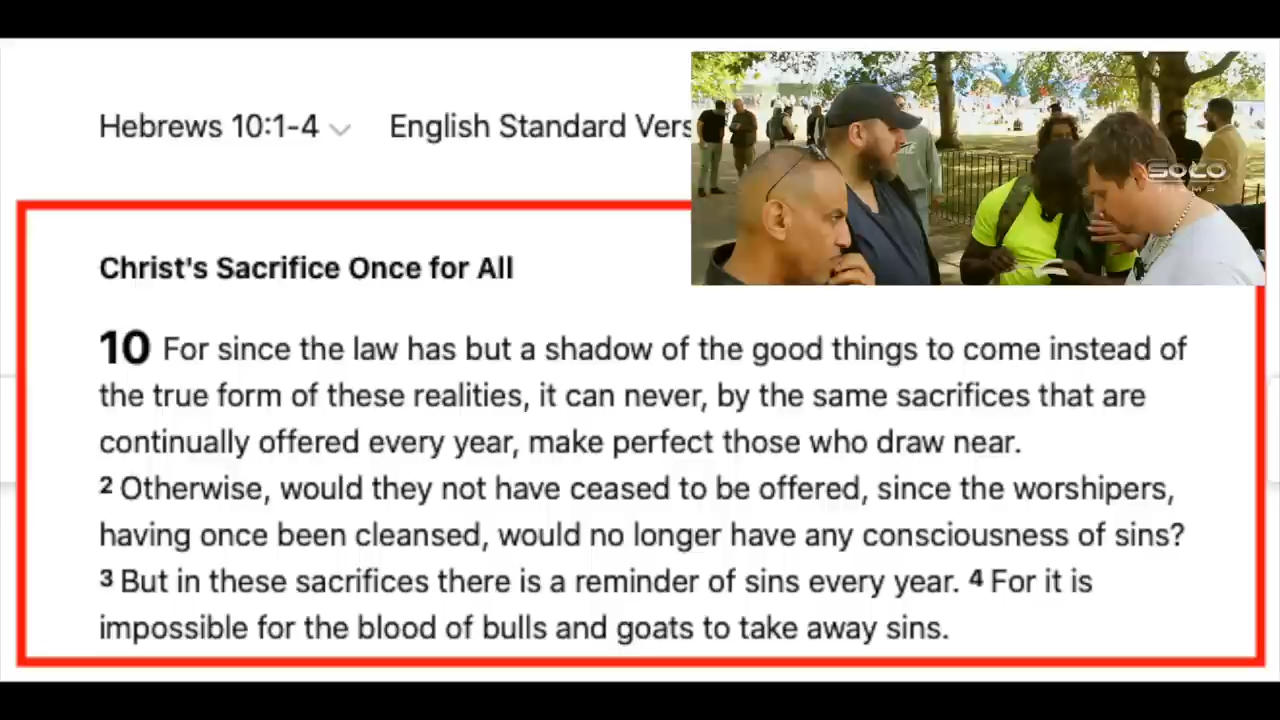 Hebrews 10:1-4 English Standard Vers
SOCO
FILMS
Christ's Sacrifice Once for All
10 For since the law has but a shadow of the good things to come instead of
the true form of these realities, it can never, by the same sacrifices that are
continually offered every year, make perfect those who draw near.
2 Otherwise, would they not have ceased to be offered, since the worshipers,
having once been cleansed, would no longer have any consciousness of sins?
3 But in these sacrifices there is a reminder of sins every year. 4 For it is
impossible for the blood of bulls and goats to take away sins.